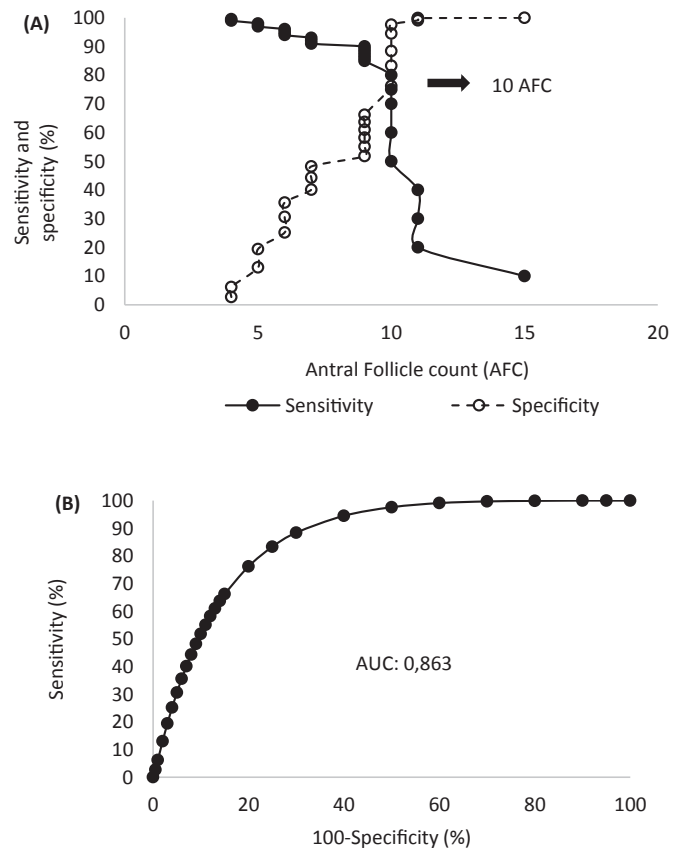 (A)
100
90
80
70
60
50
40
30
20
10
0
Sensitivity and
specificity (%)
10 AFC
0 5 10 15 20
Antral Follicle count (AFC)
Sensitivity Specificity
(B)
100
90
80
70
60
50
40
30
20
10
0
Sensitivity (%)
AUC: 0,863
0 20 40 60 80 100
100-Specificity (%)